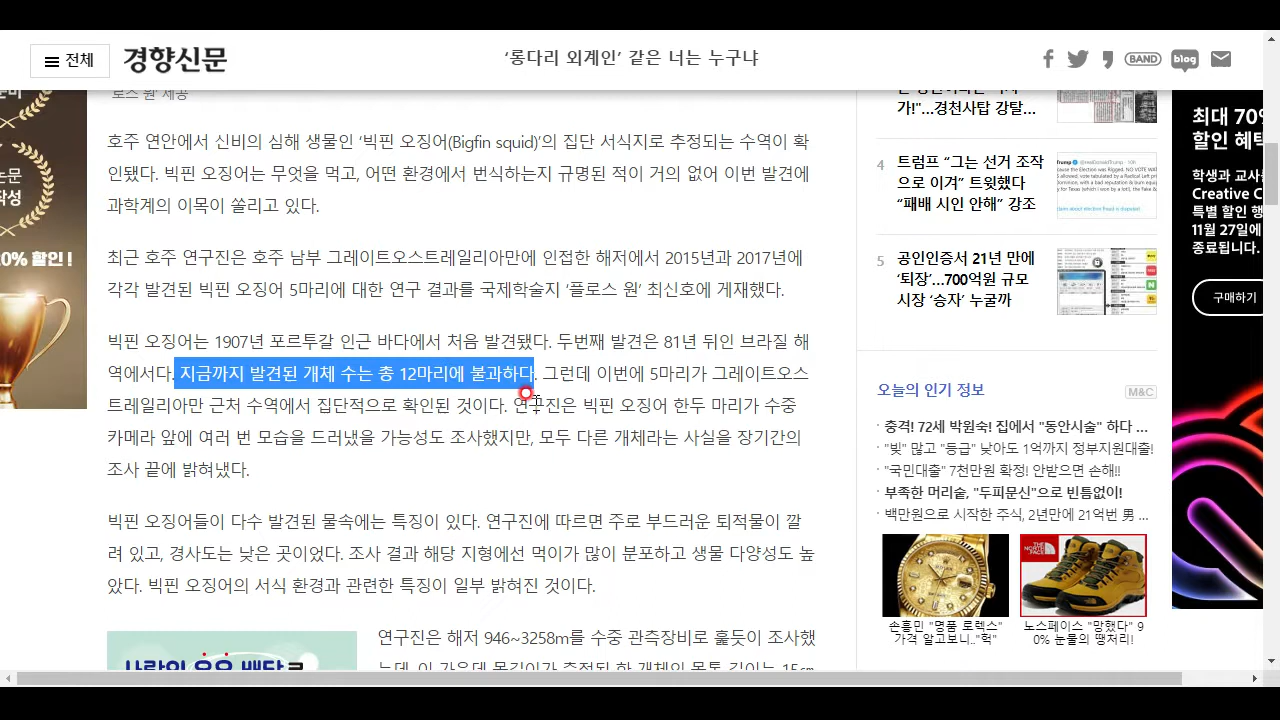 전체
경향신문
‘롱다리 외계인’ 같은 너는 누구냐
BAND
blog
로스 원’ 제공
호주 연안에서 신비의 심해 생물인 ‘빅핀 오징어(Bigfin squid)’의 집단 서식지로 추정되는 수역이 확
인됐다. 빅핀 오징어는 무엇을 먹고, 어떤 환경에서 번식하는지 규명된 적이 거의 없어 이번 발견에
과학계의 이목이 쏠리고 있다.
최근 호주 연구진은 호주 남부 그레이트오스트레일리아만에 인접한 해저에서 2015년과 2017년에
각각 발견된 빅핀 오징어 5마리에 대한 연구결과를 국제학술지 ‘플로스 원’ 최신호에 게재했다.
빅핀 오징어는 1907년 포르투갈 인근 바다에서 처음 발견됐다. 두번째 발견은 81년 뒤인 브라질 해
역에서다. 지금까지 발견된 개체 수는 총 12마리에 불과하다. 그런데 이번에 5마리가 그레이트오스
트레일리아만 근처 수역에서 집단적으로 확인된 것이다. 연구진은 빅핀 오징어 한두 마리가 수중
카메라 앞에 여러 번 모습을 드러냈을 가능성도 조사했지만, 모두 다른 개체라는 사실을 장기간의
조사 끝에 밝혀냈다.
빅핀 오징어들이 다수 발견된 물속에는 특징이 있다. 연구진에 따르면 주로 부드러운 퇴적물이 깔
려 있고, 경사도는 낮은 곳이었다. 조사 결과 해당 지형에선 먹이가 많이 분포하고 생물 다양성도 높
았다. 빅핀 오징어의 서식 환경과 관련한 특징이 일부 밝혀진 것이다.
연구진은 해저 946~3258m를 수중 관측장비로 훑듯이 조사했
논문
작성
0% 할인 !
가!"…경천사탑 강탈…
4
트럼프 “그는 선거 조작
으로 이겨” 트윗했다
“패배 시인 안해” 강조
5
공인인증서 21년 만에
‘퇴장’…700억원 규모
시장 ‘승자’ 누굴까
오늘의 인기 정보
M&C
· 충격! 72세 박원숙! 집에서 "동안시술" 하다 ...
· "빚" 많고 "등급" 낮아도 1억까지 정부지원대출!
· "국민대출" 7천만원 확정! 안받으면 손해!!
· 부족한 머리숱, "두피문신"으로 빈틈없이!
· 백만원으로 시작한 주식, 2년만에 21억번 男 ...
THE NORTH FACE
손흥민 "명품 로렉스"
가격 알고보니.."헉"
노스페이스 "망했다" 9
0% 눈물의 땡처리!
최대 70%
할인 혜택
학생과 교사를
Creative C
특별 할인 행
11월 27일에
종료됩니다.
구매하기